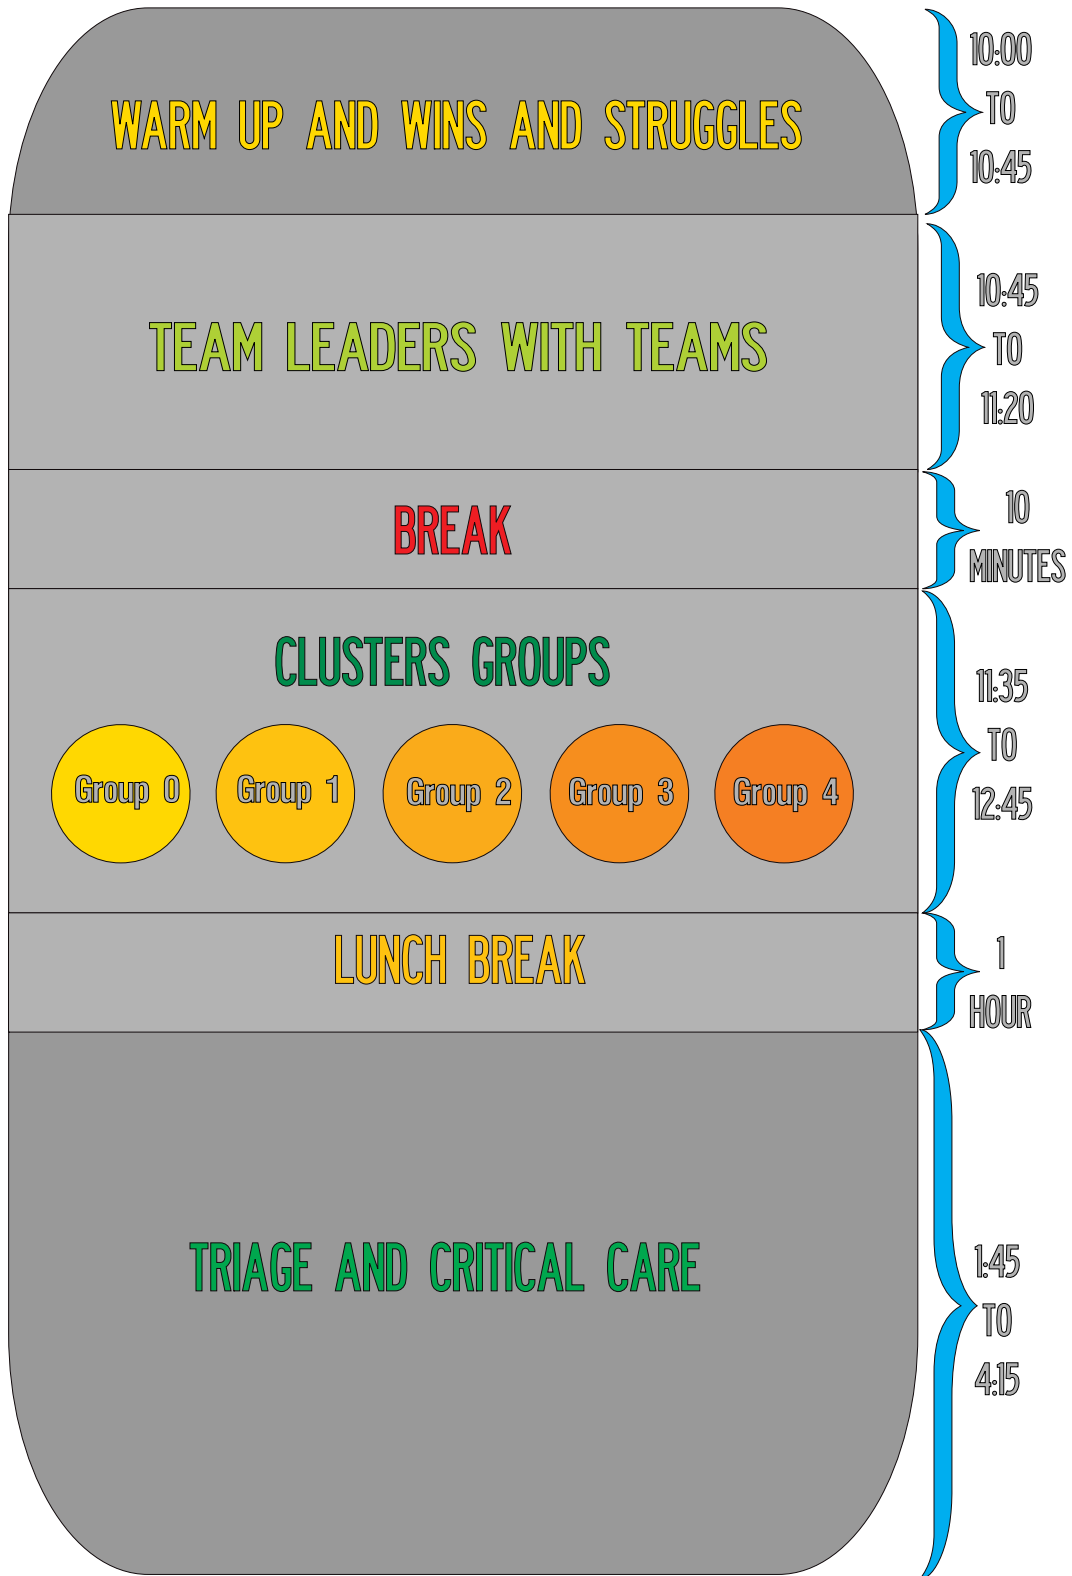 WARM UP AND WINS AND STRUGGLES
10:00
TO
10:45
TEAM LEADERS WITH TEAMS
10:45
TO
11:20
BREAK
10
MINUTES
CLUSTERS GROUPS
Group 0
Group 1
Group 2
Group 3
Group 4
11:35
TO
12:45
LUNCH BREAK
1
HOUR
TRIAGE AND CRITICAL CARE
1:45
TO
4:15